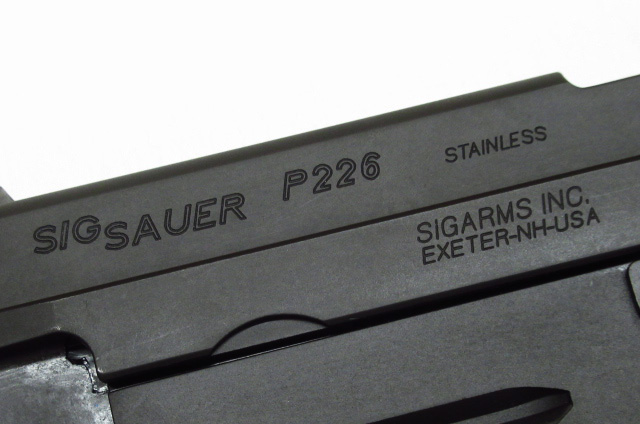 SIGSAUER P226 STAINLESS
SIGARMS INC.
EXETER-NH-USA